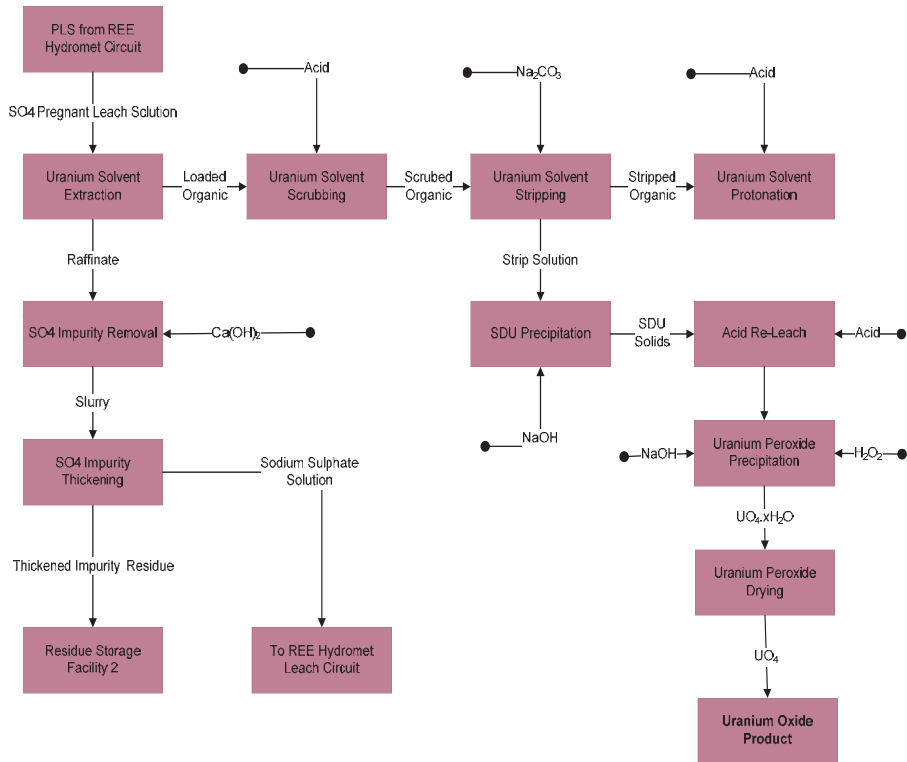 PLS from REE
Hydromet Circuit
Acid
Na₂CO₃
Acid
SO4 Pregnant Leach Solution
Uranium Solvent
Extraction
Loaded
Organic
Uranium Solvent
Scrubbing
Scrubed
Organic
Uranium Solvent
Stripping
Stripped
Organic
Uranium Solvent
Protonation
Raffinate
Strip Solution
SO4 Impurity Removal
Ca(OH)₂
SDU Precipitation
SDU
Solids
Acid Re-Leach
Acid
Slurry
NaOH
SO4 Impurity
Thickening
Sodium Sulphate
Solution
NaOH
Uranium Peroxide
Precipitation
H₂O₂
UO₄.xH₂O
Thickened Impurity Residue
Uranium Peroxide
Drying
Residue Storage
Facility 2
To REE Hydromet
Leach Circuit
UO₄
Uranium Oxide
Product